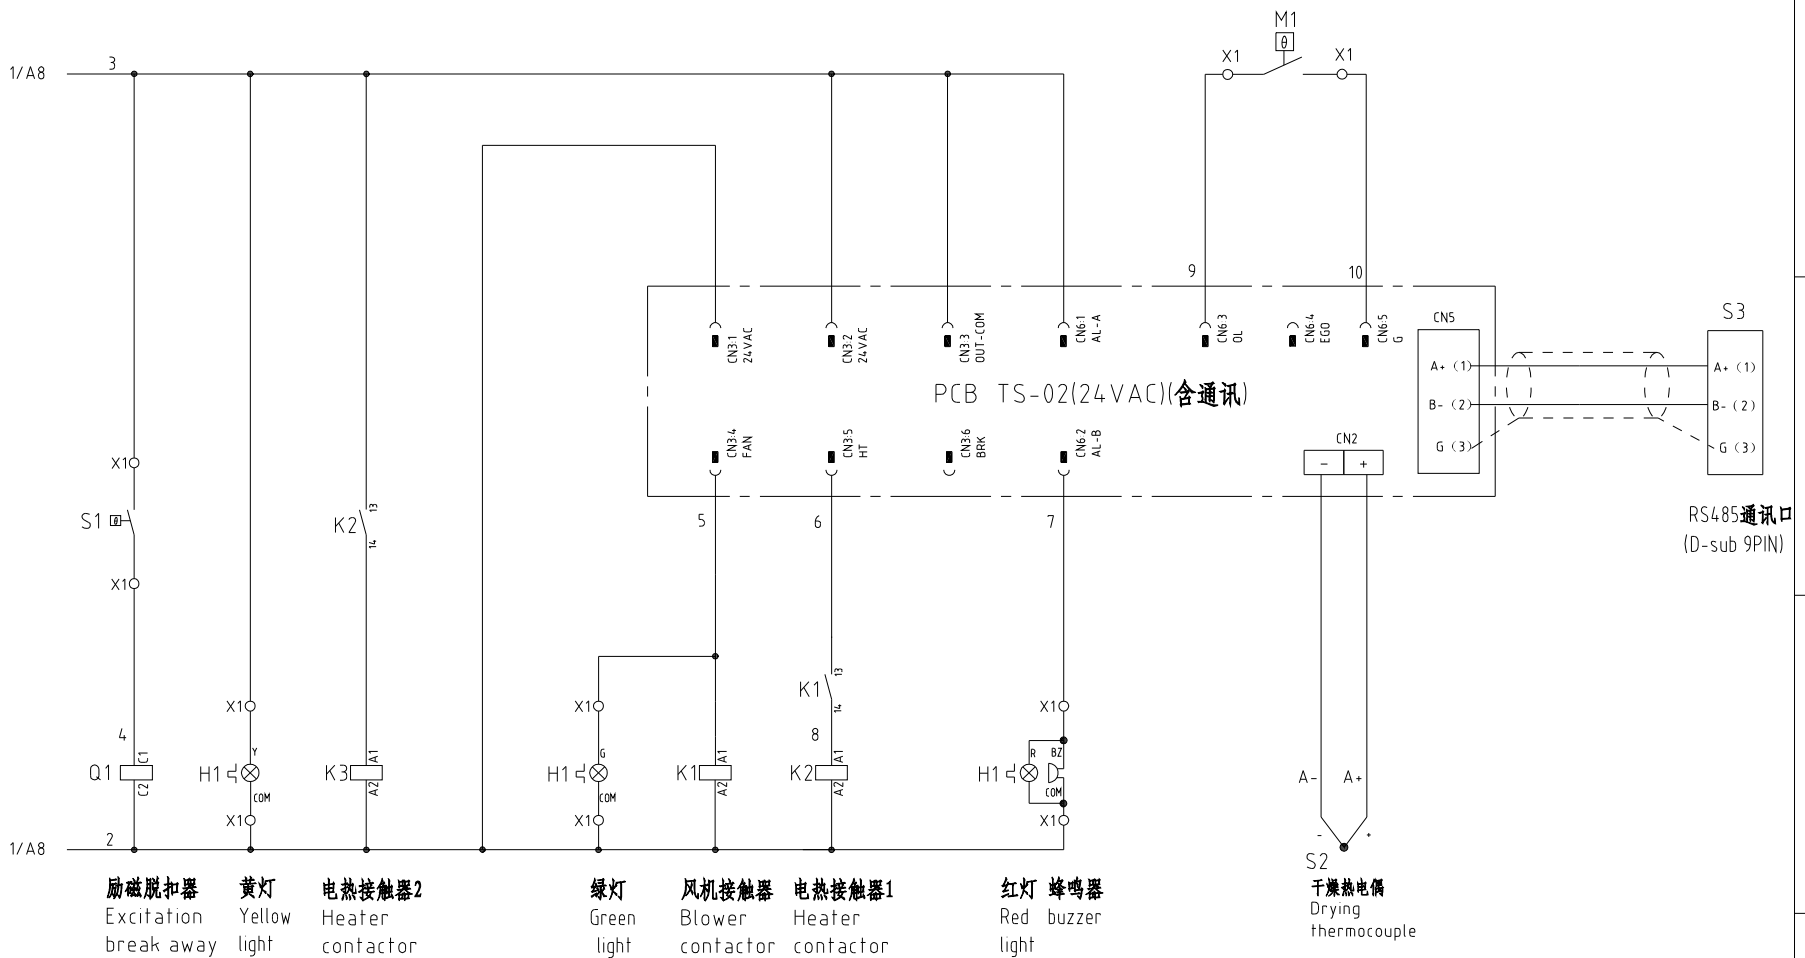 M1
θ
X1
X1
1/A8
3
9
10
CN3:1
24VAC
CN3:2
24VAC
CN3:3
OUT-COM
CN6:1
AL-A
CN6:3
OL
CN6:4
EGO
CN6:5
G
CN5
S3
A+ (1)
A+ (1)
PCB TS-02(24VAC)(含通讯)
B- (2)
B- (2)
CN3:4
FAN
CN3:5
HT
CN3:6
BRK
CN6:2
AL-B
CN2
- +
G (3)
G (3)
RS485通讯口
(D-sub 9PIN)
X1
S1
θ
X1
K2
13
14
5
6
7
K1
13
14
X1
X1
X1
4
8
Q1
C1
C2
H1
Y
COM
K3
A1
A2
H1
G
COM
K1
A1
A2
K2
A1
A2
H1
R
BZ
COM
A-
A+
X1
X1
X1
- +
S2
1/A8
2
励磁脱扣器
Excitation
break away
黄灯
Yellow
light
电热接触器2
Heater
contactor
绿灯
Green
light
风机接触器
Blower
contactor
电热接触器1
Heater
contactor
红灯
Red
light
蜂鸣器
buzzer
干燥热电偶
Drying
thermocouple